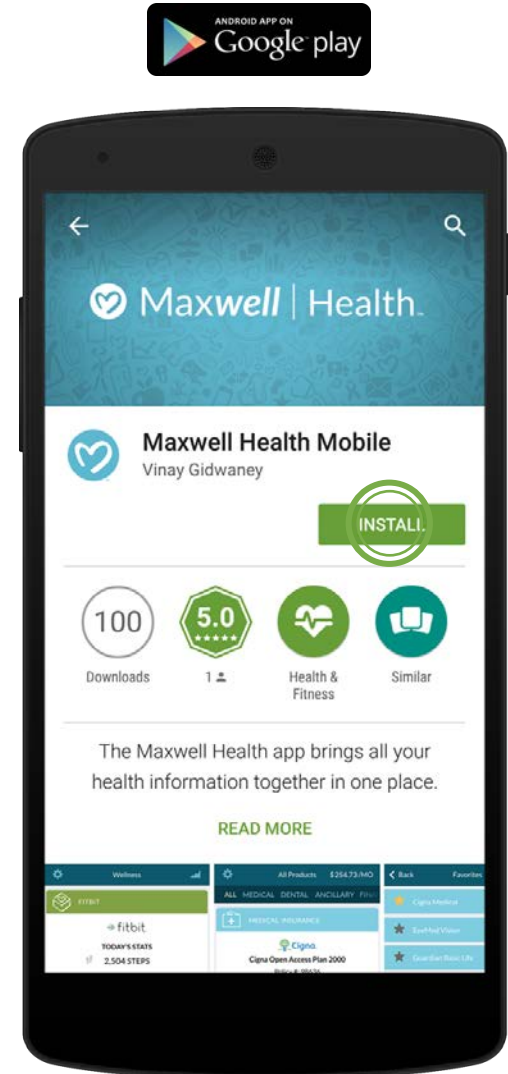 ANDROID APP ON
Google play
Maxwell | Health™
Maxwell Health Mobile
Vinay Gidwaney
INSTALL
100
5.0
Downloads
1
Health &
Fitness
Similar
The Maxwell Health app brings all your
health information together in one place.
READ MORE
Wellness
All Products $254.73/MO
Back Favorites
FITBIT
ALL MEDICAL DENTAL ANCILLARY
Cigna Medical
fitbit
MEDICAL INSURANCE
EyeMed Vision
TODAY'S STATS
Cigna
2,504 STEPS
Cigna Open Access Plan 2000
Guardian Basic Life